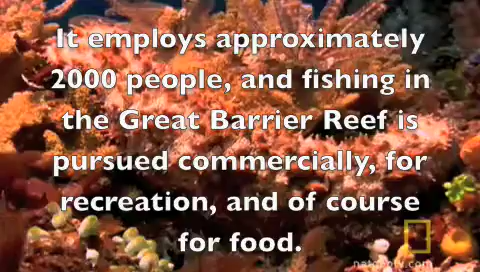 It employs approximately
2000 people, and fishing in
the Great Barrier Reef is
pursued commercially, for
recreation, and of course
for food.